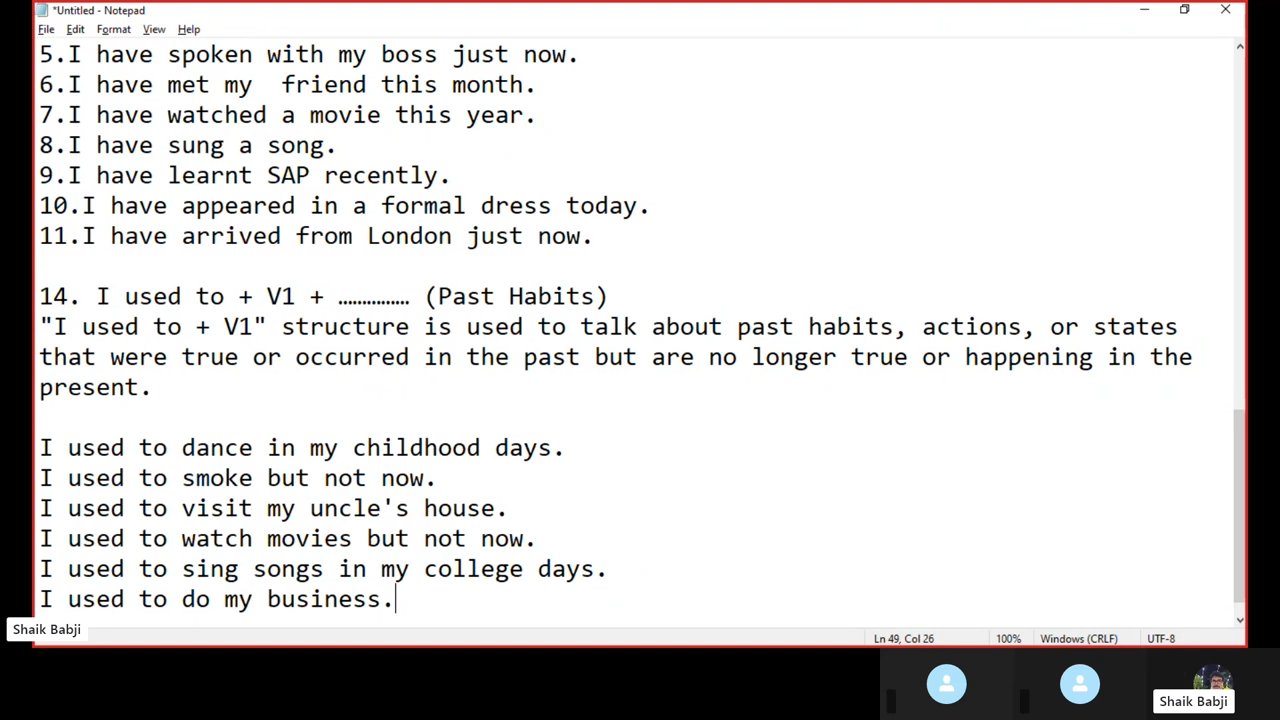 *Untitled - Notepad
File Edit Format View Help
5.I have spoken with my boss just now.
6.I have met my  friend this month.
7.I have watched a movie this year.
8.I have sung a song.
9.I have learnt SAP recently.
10.I have appeared in a formal dress today.
11.I have arrived from London just now.
14. I used to + V1 + …………… (Past Habits)
"I used to + V1" structure is used to talk about past habits, actions, or states
that were true or occurred in the past but are no longer true or happening in the
present.
I used to dance in my childhood days.
I used to smoke but not now.
I used to visit my uncle's house.
I used to watch movies but not now.
I used to sing songs in my college days.
I used to do my business.
Shaik Babji
Ln 49, Col 26 100% Windows (CRLF) UTF-8
Shaik Babji